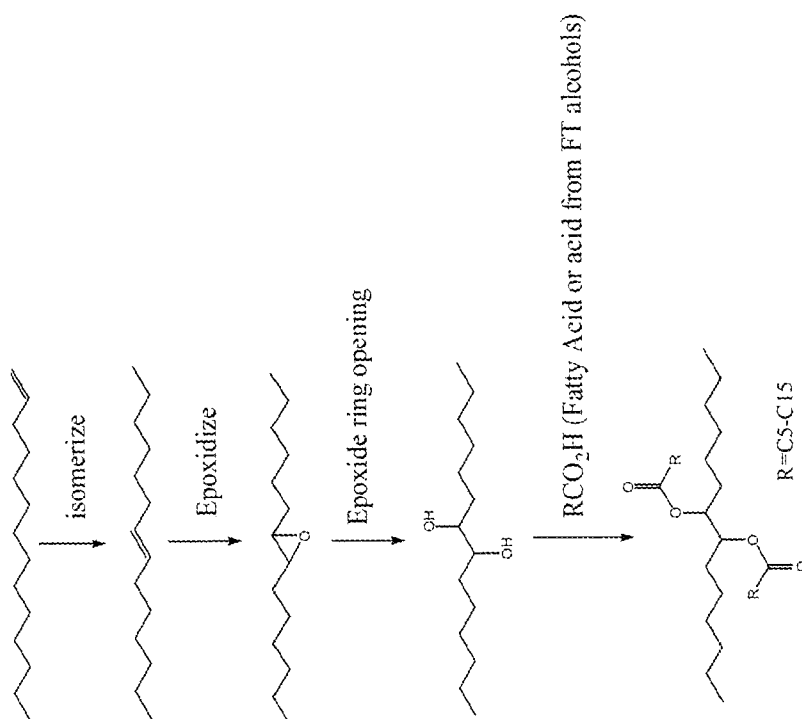 isomerize
Epoxidize
O
Epoxide ring opening
OH
OH
RCO2H (Fatty Acid or acid from FT alcohols)
O
R
O
O
R
O
R=C5-C15